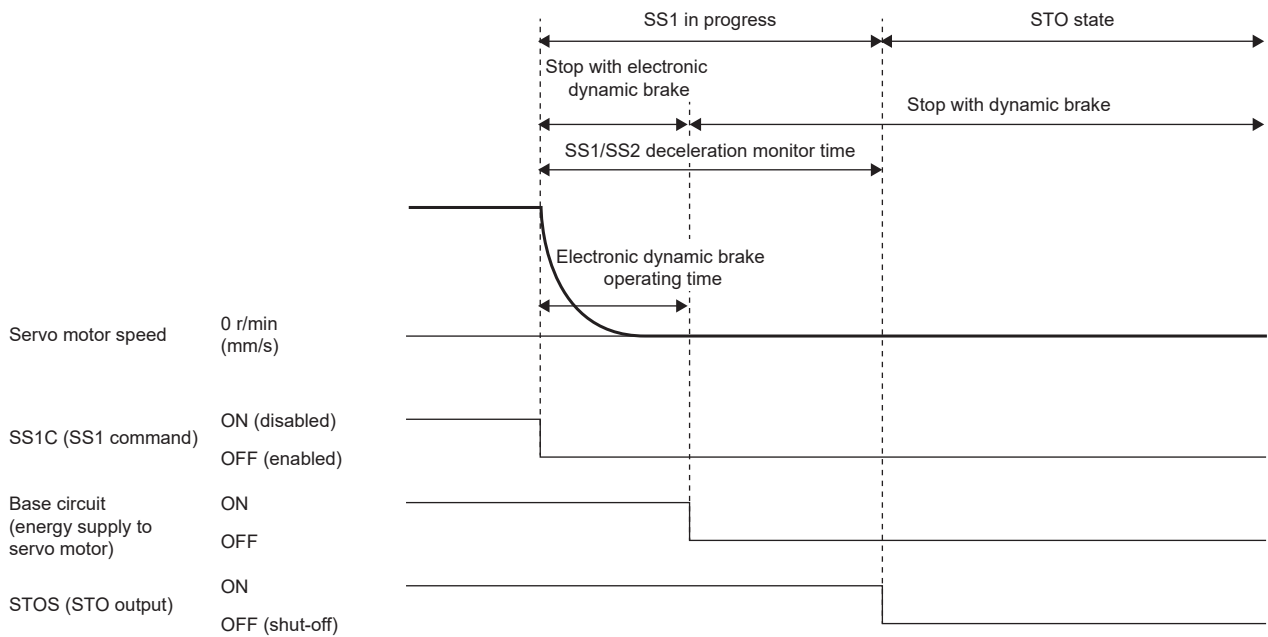 SS1 in progress
STO state
Stop with electronic
dynamic brake
Stop with dynamic brake
SS1/SS2 deceleration monitor time
Electronic dynamic brake
operating time
Servo motor speed
0 r/min
(mm/s)
SS1C (SS1 command)
ON (disabled)
OFF (enabled)
Base circuit
(energy supply to
servo motor)
ON
OFF
STOS (STO output)
ON
OFF (shut-off)